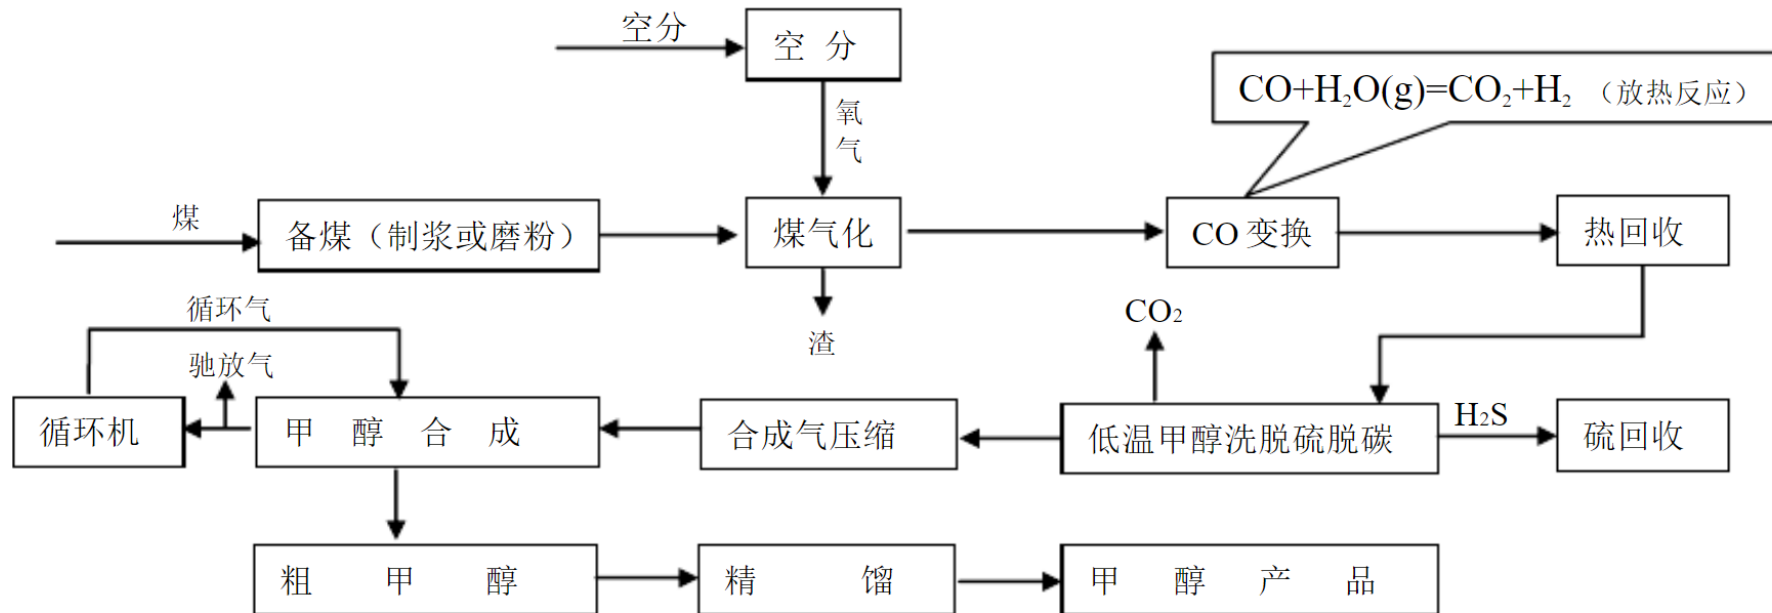 空分
空 分
CO+H₂O(g)=CO₂+H₂ （放热反应）
氧
气
煤
备煤（制浆或磨粉）
煤气化
CO 变换
热回收
循环气
渣
CO₂
驰放气
循环机
甲 醇 合 成
合成气压缩
低温甲醇洗脱硫脱碳
H₂S
硫回收
粗 甲 醇
精 馏
甲 醇 产 品